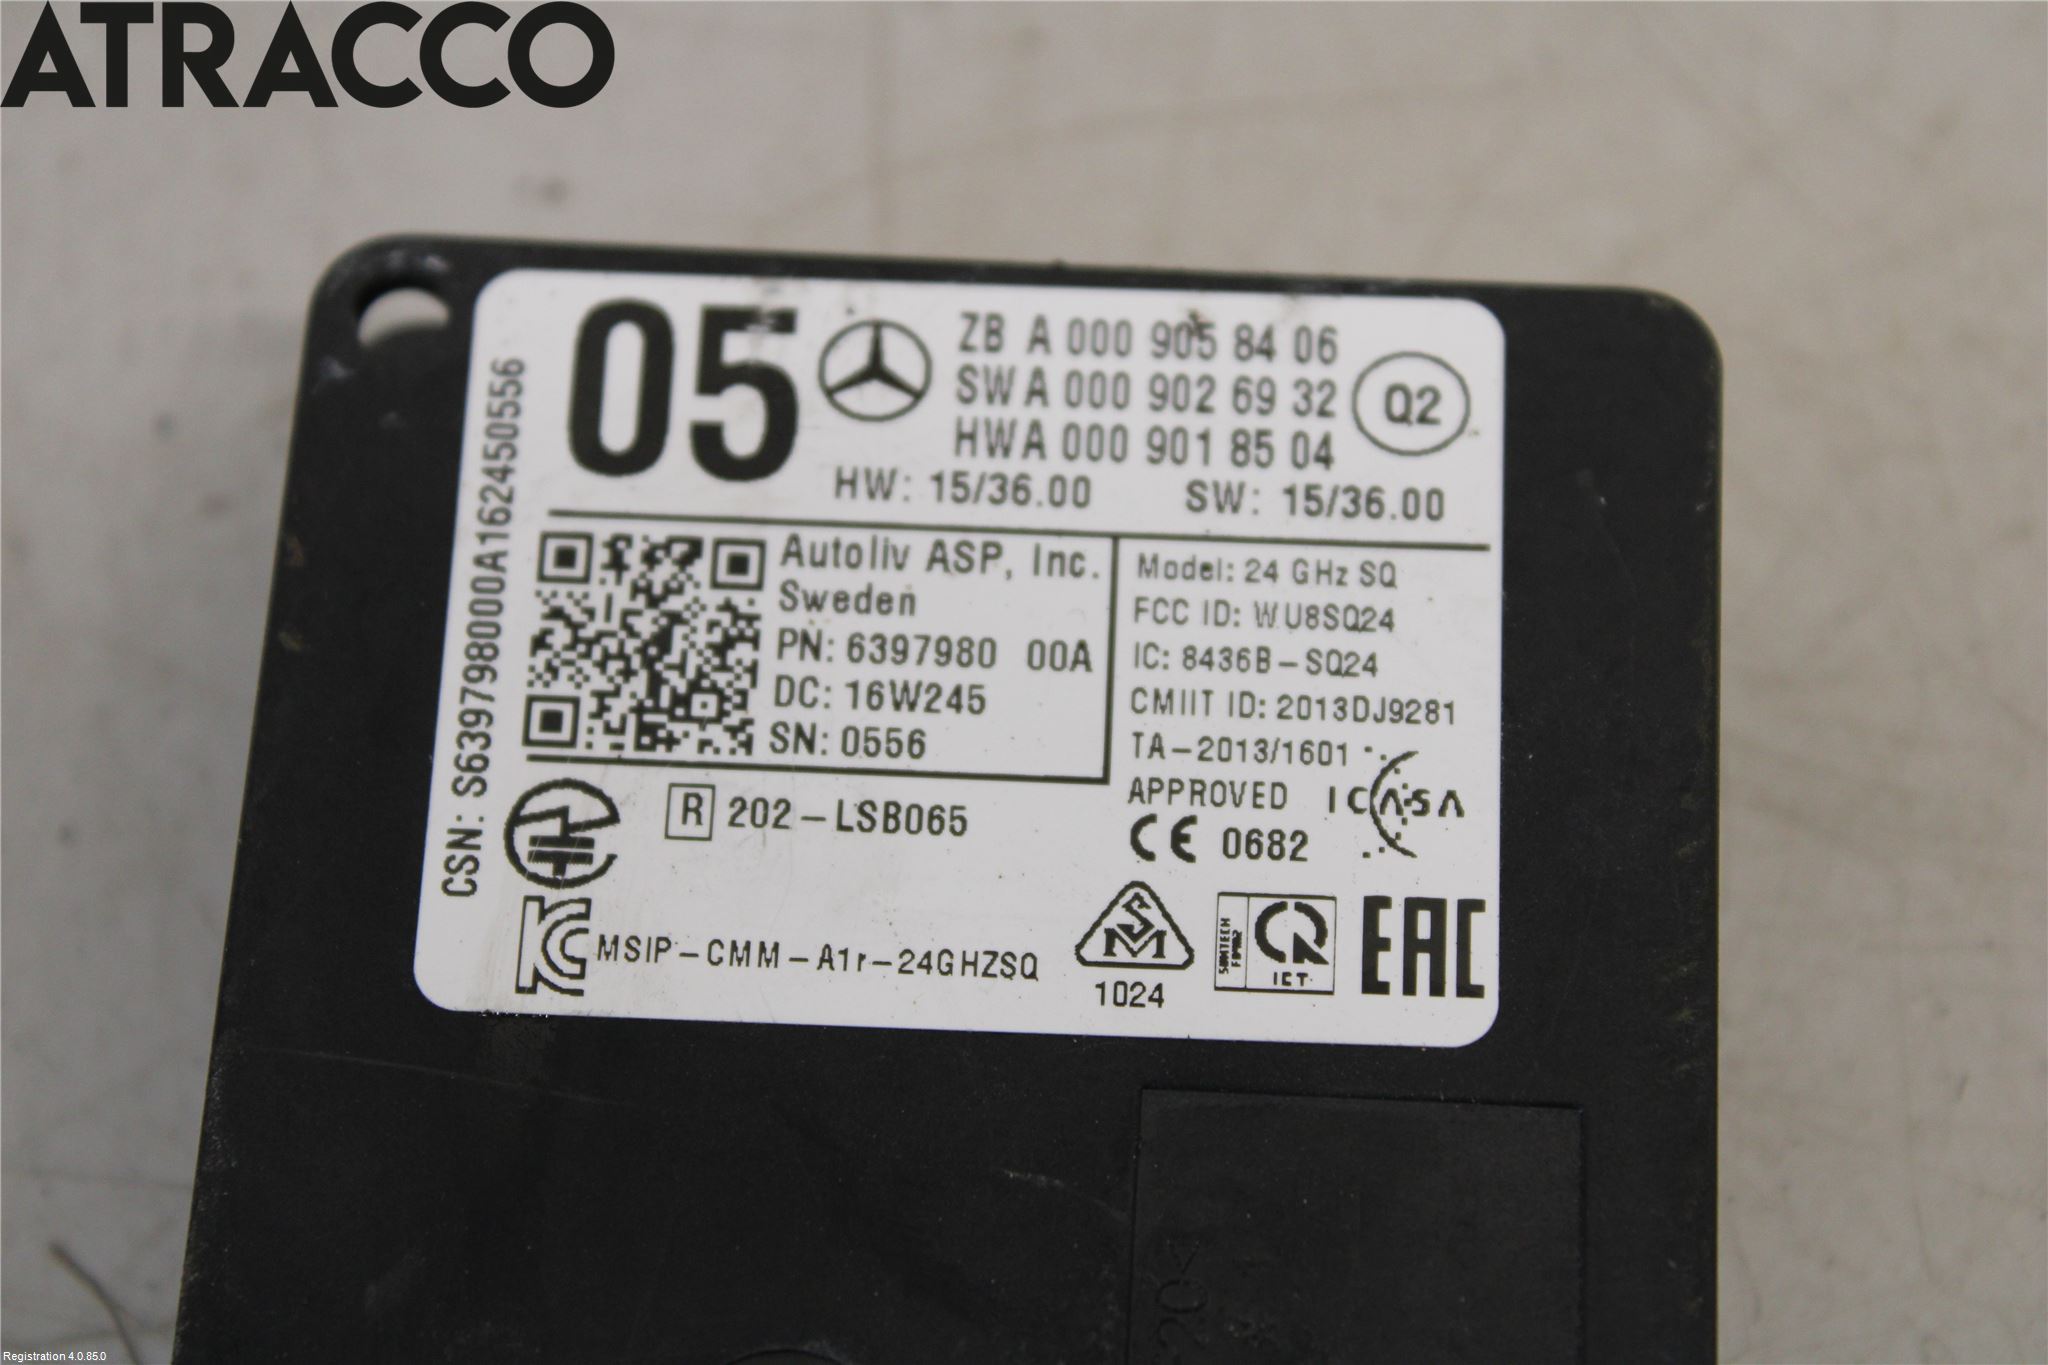 ATRACCO
05
ZB A 000 905 84 06
SW A 000 902 69 32
HW A 000 901 85 04
Q2
HW: 15/36.00 SW: 15/36.00
CSN: S639798000A16245​0556
Autoliv ASP, Inc.
Sweden
PN: 6397980 00A
DC: 16W245
SN: 0556
Model: 24 GHz SQ
FCC ID: WU8SQ24
IC: 8436B-SQ24
CMIIT ID: 2013DJ9281
TA-2013/1601
APPROVED ICASA
CE 0682
R 202-LSB065
MSIP-CMM-A1r-24GHZSQ
1024
ICT
EAC
Registration 4.0.85.0